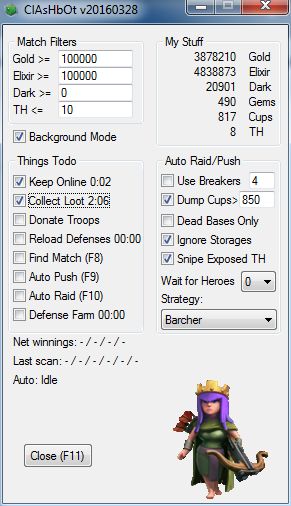 ClAsHbOt v20160328
Match Filters
Gold >= 100000
Elixir >= 100000
Dark >= 0
TH <= 10
Background Mode
My Stuff
3878210 Gold
4838873 Elixir
20901 Dark
490 Gems
817 Cups
8 TH
Things Todo
Keep Online 0:02
Collect Loot 2:06
Donate Troops
Reload Defenses 00:00
Find Match (F8)
Auto Push (F9)
Auto Raid (F10)
Defense Farm 00:00
Auto Raid/Push
Use Breakers 4
Dump Cups> 850
Dead Bases Only
Ignore Storages
Snipe Exposed TH
Wait for Heroes 0
Strategy:
Barcher
Net winnings: - / - / - / -
Last scan: - / - / - / - / -
Auto: Idle
Close (F11)